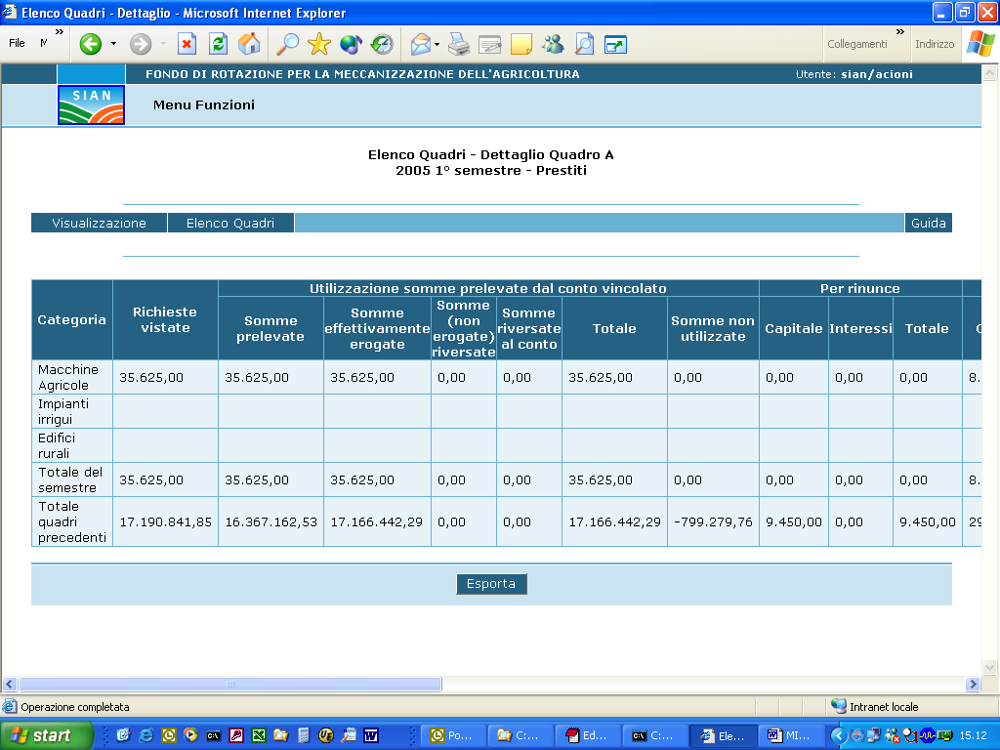 Elenco Quadri - Dettaglio - Microsoft Internet Explorer
File M » Collegamenti » Indirizzo
FONDO DI ROTAZIONE PER LA MECCANIZZAZIONE DELL'AGRICOLTURA Utente: sian/acioni
SIAN
Menu Funzioni
Elenco Quadri - Dettaglio Quadro A
2005 1° semestre - Prestiti
Visualizzazione Elenco Quadri Guida
Utilizzazione somme prelevate dal conto vincolato Per rinunce
Categoria Richieste vistate Somme prelevate Somme effettivamente erogate Somme (non erogate) riversate Somme riversate al conto Totale Somme non utilizzate Capitale Interessi Totale
Macchine Agricole 35.625,00 35.625,00 35.625,00 0,00 0,00 35.625,00 0,00 0,00 0,00 0,00 8.
Impianti irrigui
Edifici rurali
Totale del semestre 35.625,00 35.625,00 35.625,00 0,00 0,00 35.625,00 0,00 0,00 0,00 0,00 8.
Totale quadri precedenti 17.190.841,85 16.367.162,53 17.166.442,29 0,00 0,00 17.166.442,29 -799.279,76 9.450,00 0,00 9.450,00 29
Esporta
Operazione completata Intranet locale
start Po... C:... Ed... C:... Ele... MI... 15.12